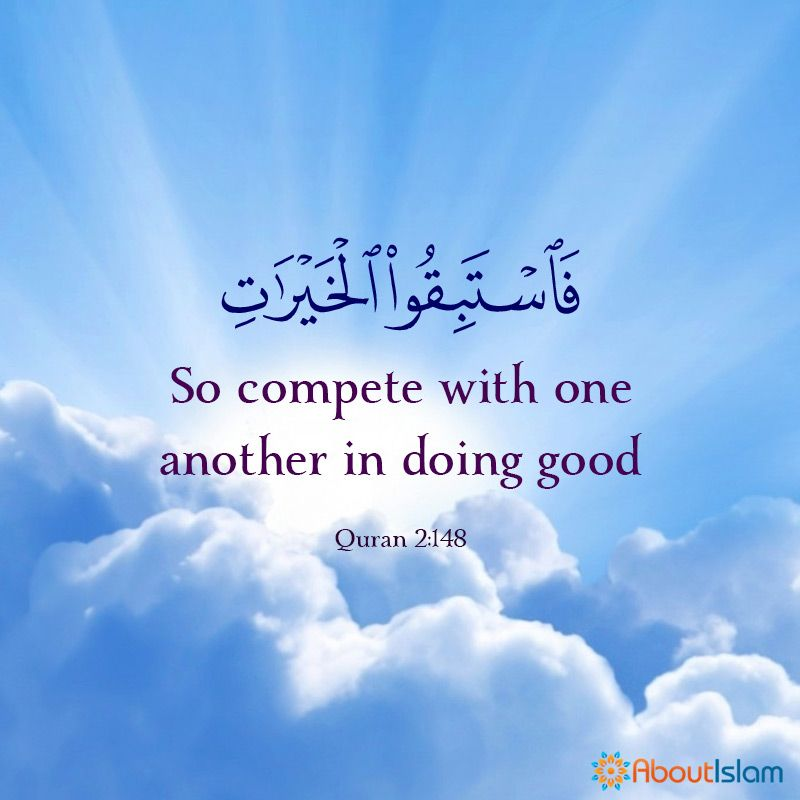 فَٱسْتَبِقُوا۟ ٱلْخَيْرَٰتِ
So compete with one
another in doing good
Quran 2:148
AboutIslam